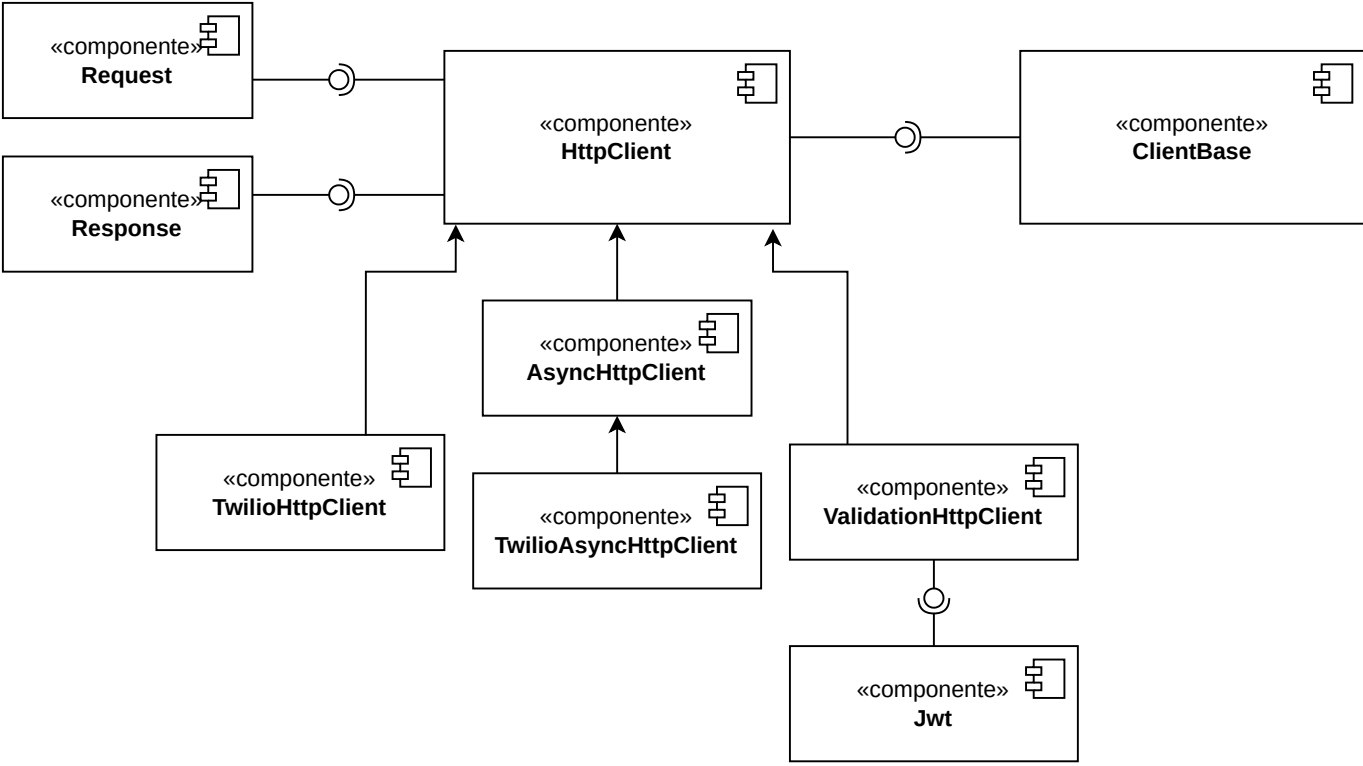 «componente»
Request
«componente»
Response
«componente»
HttpClient
«componente»
ClientBase
«componente»
AsyncHttpClient
«componente»
TwilioHttpClient
«componente»
TwilioAsyncHttpClient
«componente»
ValidationHttpClient
«componente»
Jwt